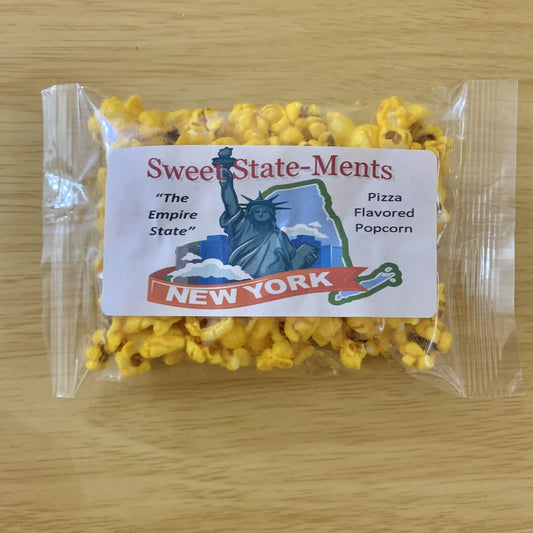 Sweet State-Ments
"The
Empire
State"
Pizza
Flavored
Popcorn
NEW YORK